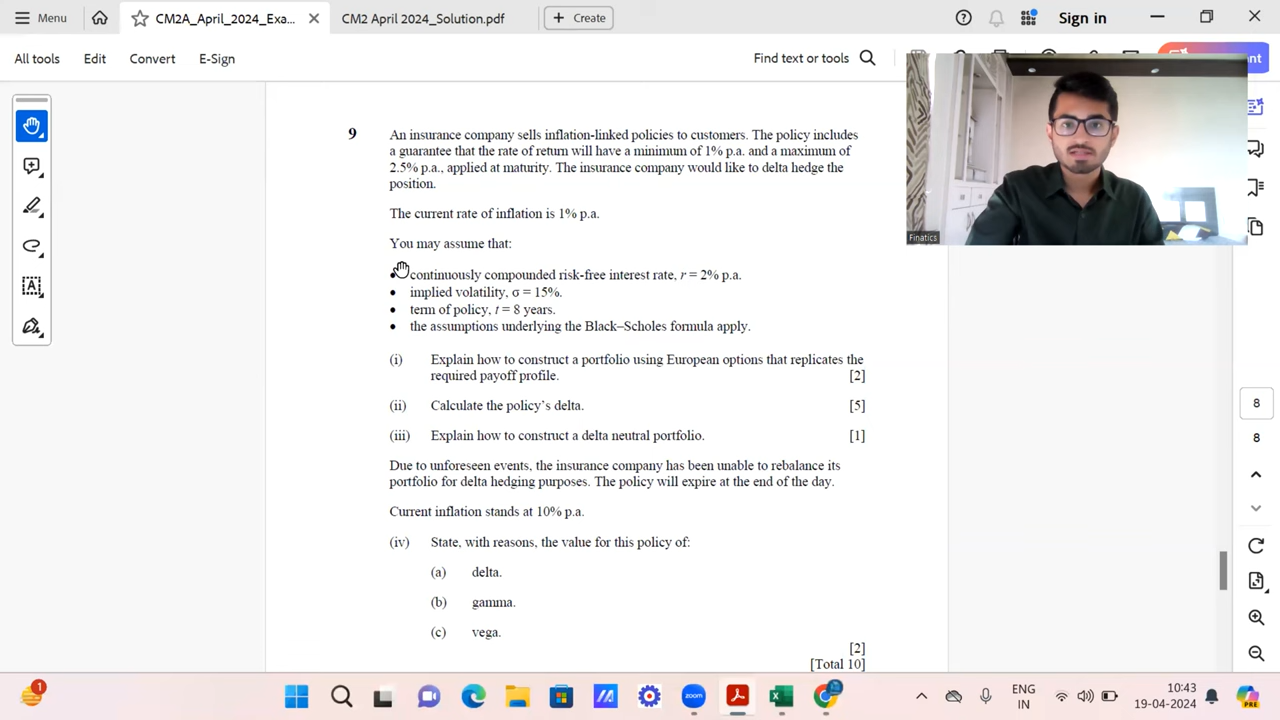 Menu
CM2A_April_2024_Exa...
CM2 April 2024_Solution.pdf
Create
Sign in
All tools
Edit
Convert
E-Sign
Find text or tools
9 An insurance company sells inflation-linked policies to customers. The policy includes
a guarantee that the rate of return will have a minimum of 1% p.a. and a maximum of
2.5% p.a., applied at maturity. The insurance company would like to delta hedge the
position.
The current rate of inflation is 1% p.a.
You may assume that:
• continuously compounded risk-free interest rate, r = 2% p.a.
• implied volatility, σ = 15%.
• term of policy, t = 8 years.
• the assumptions underlying the Black–Scholes formula apply.
(i) Explain how to construct a portfolio using European options that replicates the
required payoff profile. [2]
(ii) Calculate the policy's delta. [5]
(iii) Explain how to construct a delta neutral portfolio. [1]
Due to unforeseen events, the insurance company has been unable to rebalance its
portfolio for delta hedging purposes. The policy will expire at the end of the day.
Current inflation stands at 10% p.a.
(iv) State, with reasons, the value for this policy of:
(a) delta.
(b) gamma.
(c) vega.
[2]
[Total 10]
Finatics
8
8
1
ENG
IN
10:43
19-04-2024
PRE